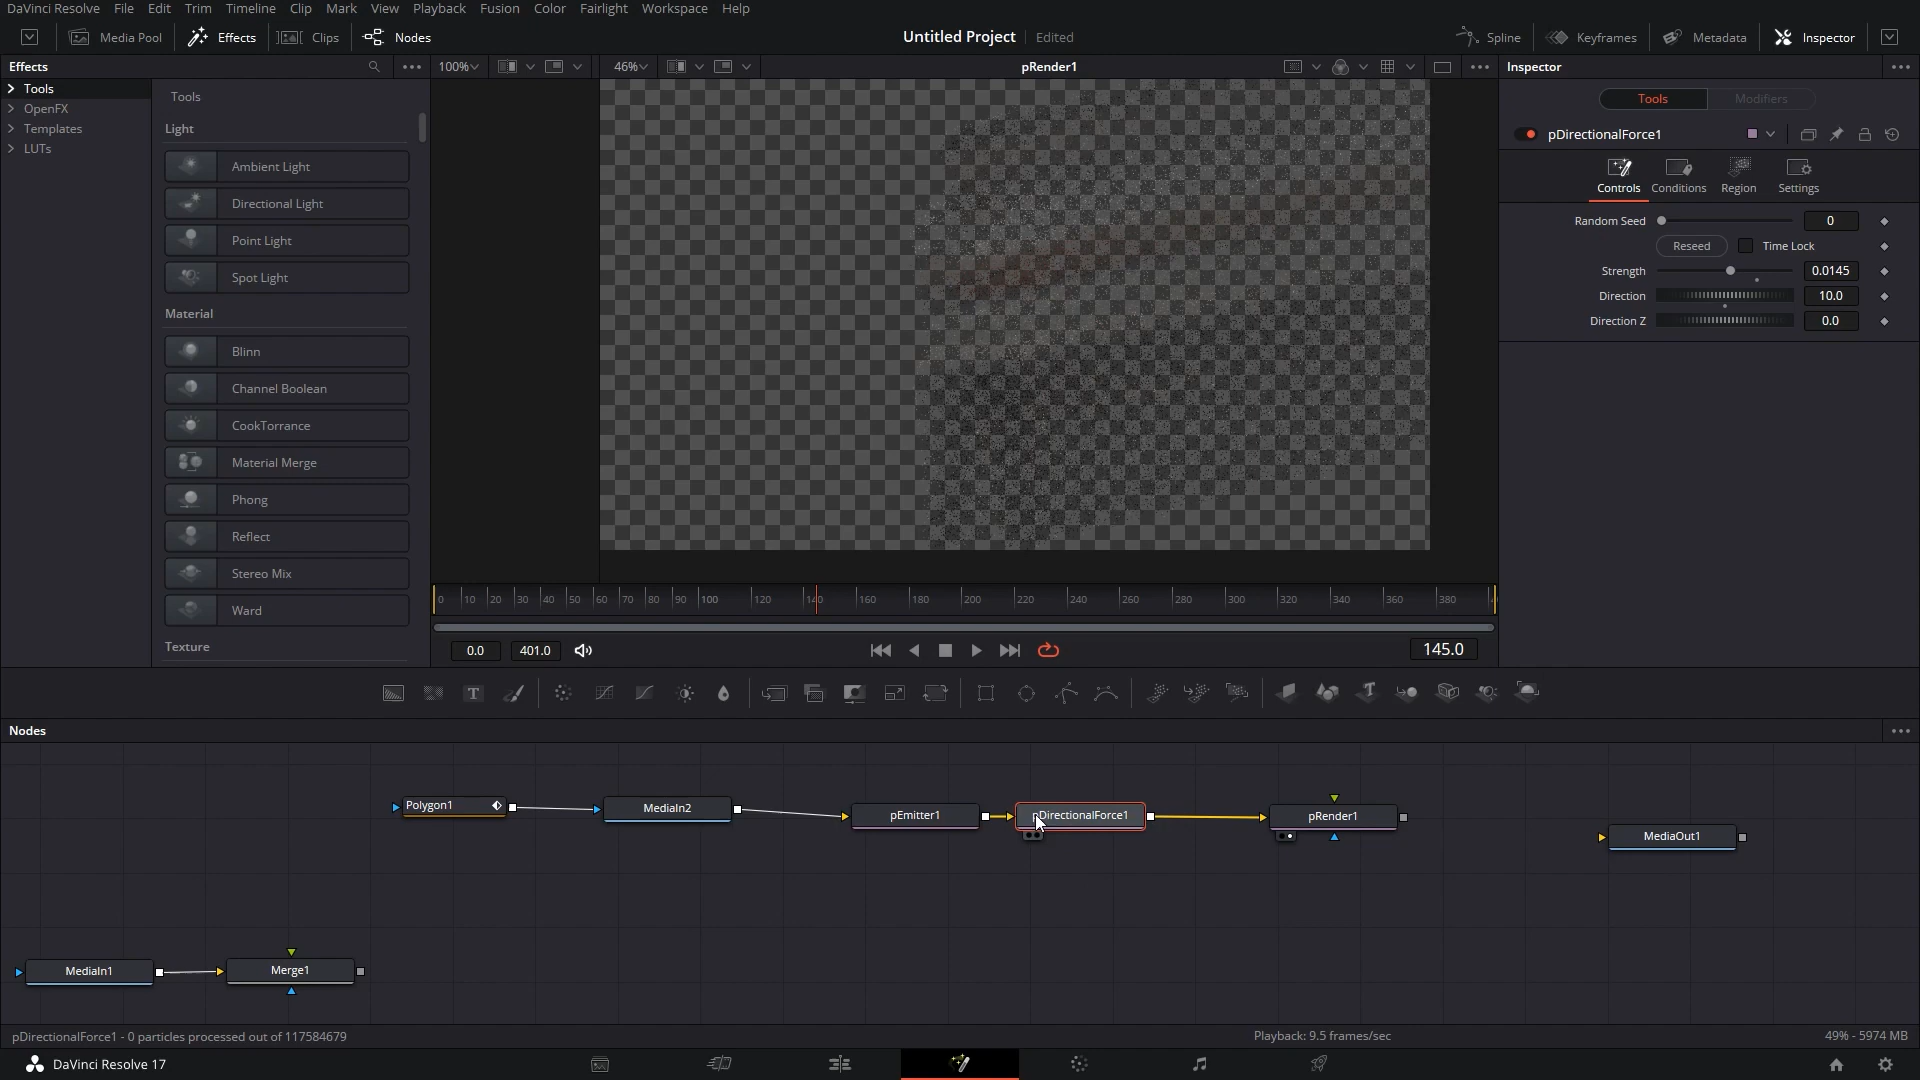 DaVinci Resolve File Edit Trim Timeline Clip Mark View Playback Fusion Color Fairlight Workspace Help
Media Pool Effects Clips Nodes Untitled Project Edited Spline Keyframes Metadata Inspector
Effects 100% 46% pRender1 Inspector
Tools
OpenFX
Templates
LUTs
Tools
Light
Ambient Light
Directional Light
Point Light
Spot Light
Material
Blinn
Channel Boolean
CookTorrance
Material Merge
Phong
Reflect
Stereo Mix
Ward
Texture
Tools Modifiers
pDirectionalForce1
Controls Conditions Region Settings
Random Seed 0
Reseed Time Lock
Strength 0.0145
Direction 10.0
Direction Z 0.0
0 10 20 30 40 50 60 70 80 90 100 120 140 160 180 200 220 240 260 280 300 320 340 360 380
0.0 401.0 145.0
T T
Nodes
Polygon1 MediaIn2 pEmitter1 pDirectionalForce1 pRender1 MediaOut1
MediaIn1 Merge1
pDirectionalForce1 - 0 particles processed out of 117584679 Playback: 9.5 frames/sec 49% - 5974 MB
DaVinci Resolve 17